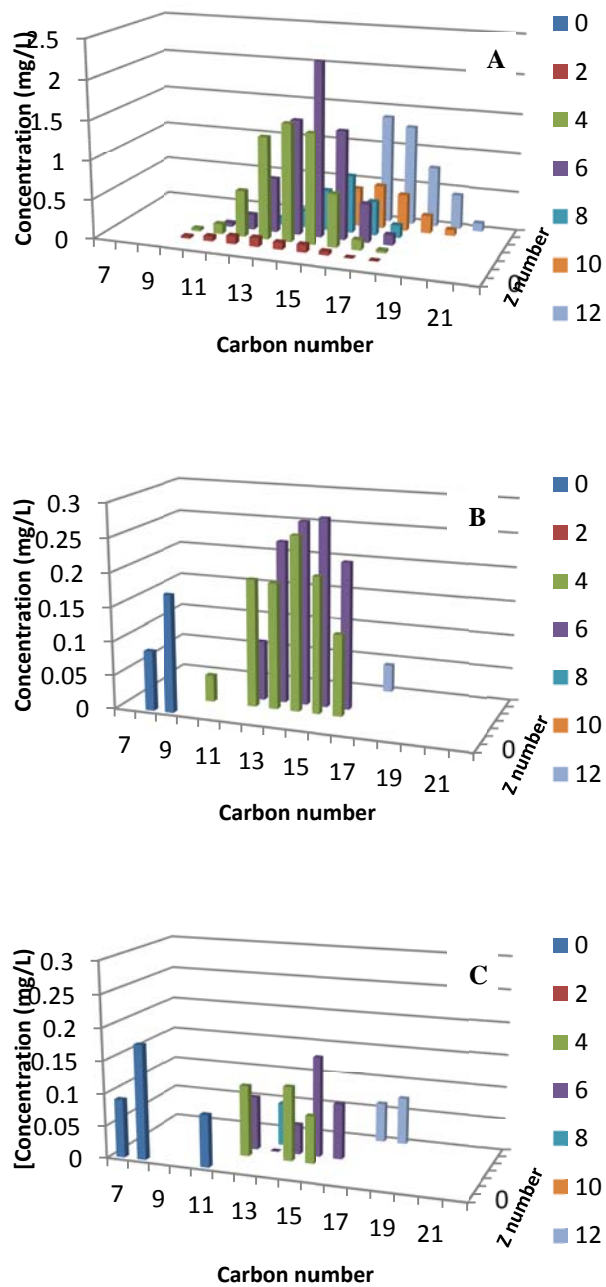 A
Concentration (mg/L)
2.5
2
1.5
1
0.5
0
7 9 11 13 15 17 19 21
Carbon number
0
Z number
0
2
4
6
8
10
12
B
Concentration (mg/L)
0.3
0.25
0.2
0.15
0.1
0.05
0
7 9 11 13 15 17 19 21
Carbon number
0
Z number
0
2
4
6
8
10
12
C
[Concentration (mg/L)
0.3
0.25
0.2
0.15
0.1
0.05
0
7 9 11 13 15 17 19 21
Carbon number
0
Z number
0
2
4
6
8
10
12